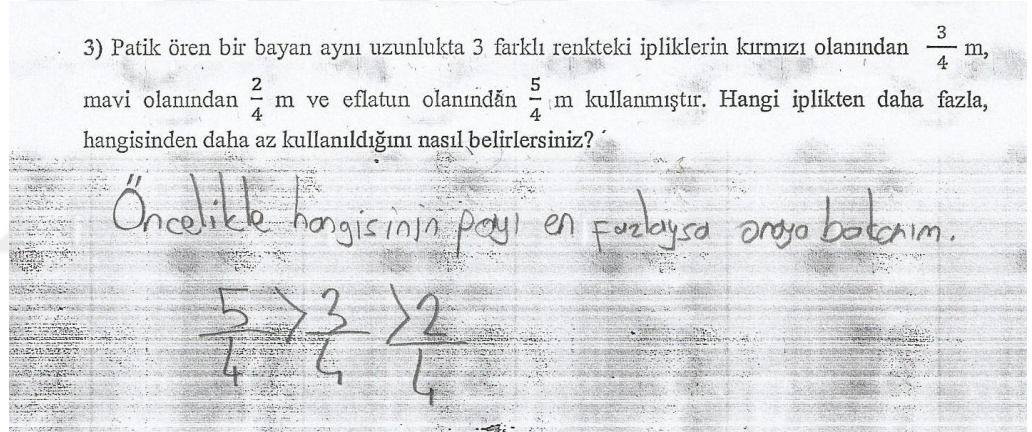 3) Patik ören bir bayan aynı uzunlukta 3 farklı renkteki ipliklerin kırmızı olanından 3/4 m,
mavi olanından 2/4 m ve eflatun olanından 5/4 m kullanmıştır. Hangi iplikten daha fazla,
hangisinden daha az kullanıldığını nasıl belirlersiniz?
Öncelikle hangisinin payı en fazlaysa oraya bakarım.
5/4 > 3/4 > 2/4